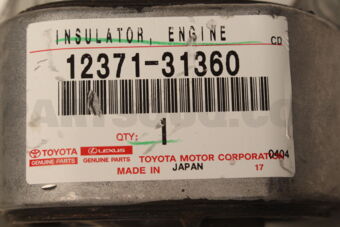 INSULATOR, ENGINE
CD
12371-31360
QTY: 1
0404
TOYOTA LEXUS
GENUINE PARTS GENUINE PARTS TOYOTA MOTOR CORPORATION
MADE IN JAPAN 17